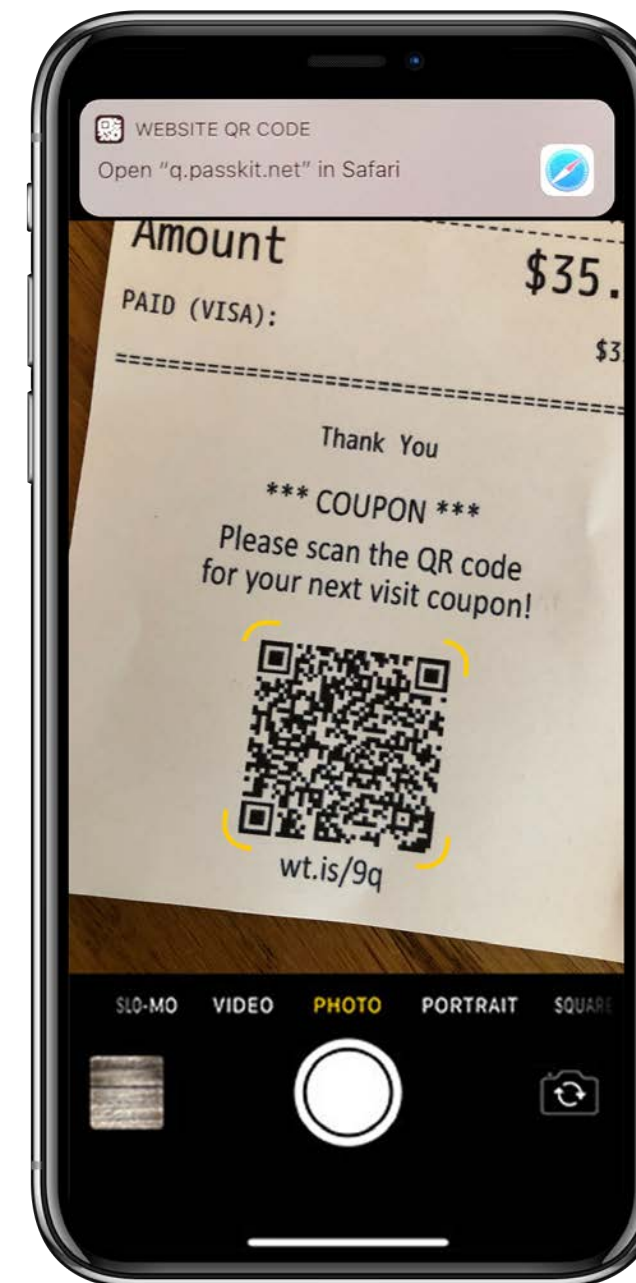 WEBSITE QR CODE
Open "q.passkit.net" in Safari
Amount $35.
PAID (VISA):
$3
==============================
Thank You
*** COUPON ***
Please scan the QR code
for your next visit coupon!
wt.is/9q
SLO-MO VIDEO PHOTO PORTRAIT SQUARE